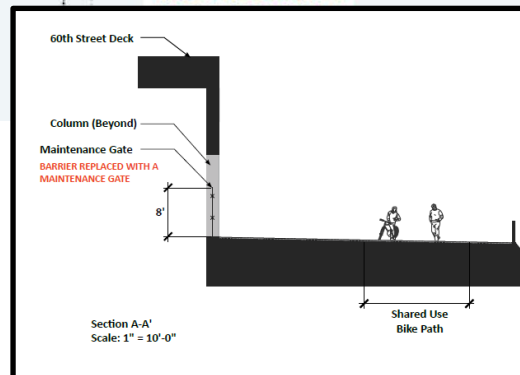 60th Street Deck
Column (Beyond)
Maintenance Gate
BARRIER REPLACED WITH A
MAINTENANCE GATE
8'
Shared Use
Bike Path
Section A-A'
Scale: 1" = 10'-0"